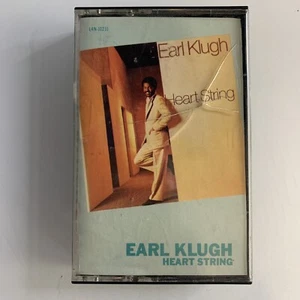 Earl Klugh
Heart String
EARL KLUGH
HEART STRING